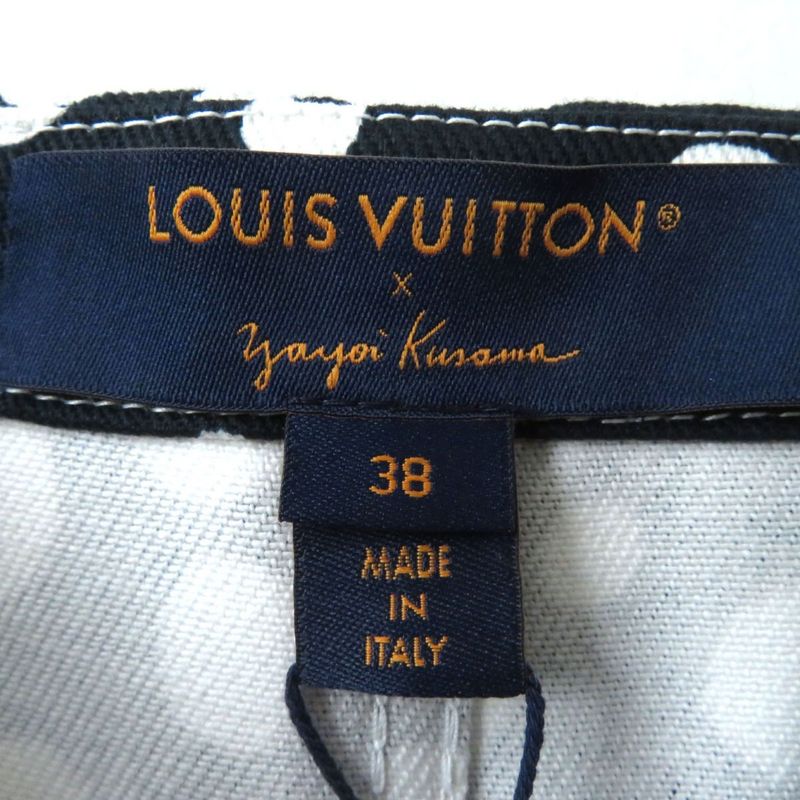 LOUIS VUITTON®
x
Yayoi Kusama
38
MADE
IN
ITALY